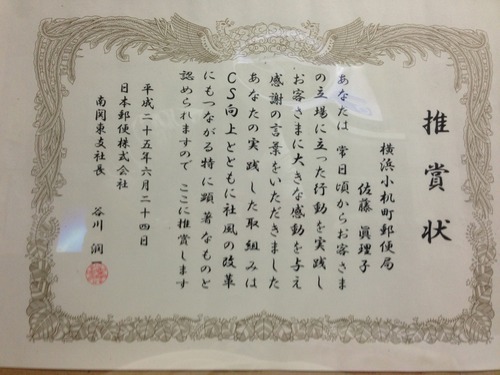 推賞状
横浜小机町郵便局
佐藤眞理子
あなたは 常日頃からお客さま
の立場に立った行動を実践し
お客さまに大きな感動を与え
感謝の言葉をいただきました
あなたの実践した取組みは
CS向上とともに社風の改革
にもつながる特に顕著なものと
認められますので ここに推賞します
平成二十五年六月二十四日
日本郵便株式会社
南関東支社長 谷川 潤一